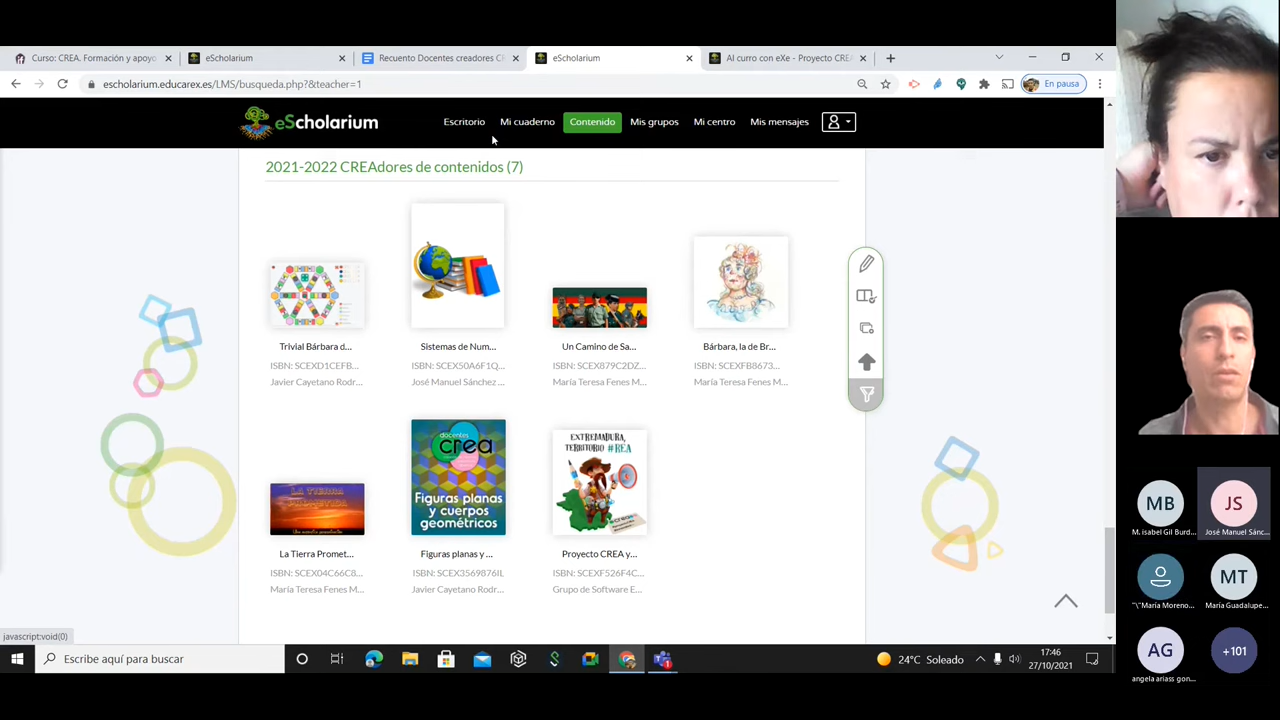 Curso: CREA. Formación y apoyo
eScholarium
Recuento Docentes creadores C
eScholarium
Al curro con eXe - Proyecto CREA
escholarium.educarex.es/LMS/busqueda.php?&teacher=1
En pausa
eScholarium
Escritorio
Mi cuaderno
Contenido
Mis grupos
Mi centro
Mis mensajes
2021-2022 CREAdores de contenidos (7)
Trivial Bárbara d...
ISBN: SCEXD1CEFB...
Javier Cayetano Rodr...
Sistemas de Num...
ISBN: SCEX50A6F1Q...
José Manuel Sánchez ...
Un Camino de Sa...
ISBN: SCEX879C2DZ...
María Teresa Fenes M...
Bárbara, la de Br...
ISBN: SCEXFB8673...
María Teresa Fenes M...
LA TIERRA
PROMETIDA
La Tierra Promet...
ISBN: SCEX04C66C8...
María Teresa Fenes M...
docentes
crea
Figuras planas
y cuerpos
geométricos
Figuras planas y ...
ISBN: SCEX3569876IL
Javier Cayetano Rodr...
EXTREMADURA,
TERRITORIO #REA
Proyecto CREA y...
ISBN: SCEXF526F4C...
Grupo de Software E...
javascript:void(0)
Escribe aquí para buscar
24°C Soleado
17:46
27/10/2021
MB
M. isabel Gil Burd...
JS
José Manuel Sánc...
"\"María Moreno...
MT
María Guadalupe...
AG
angela ariass gon...
+101